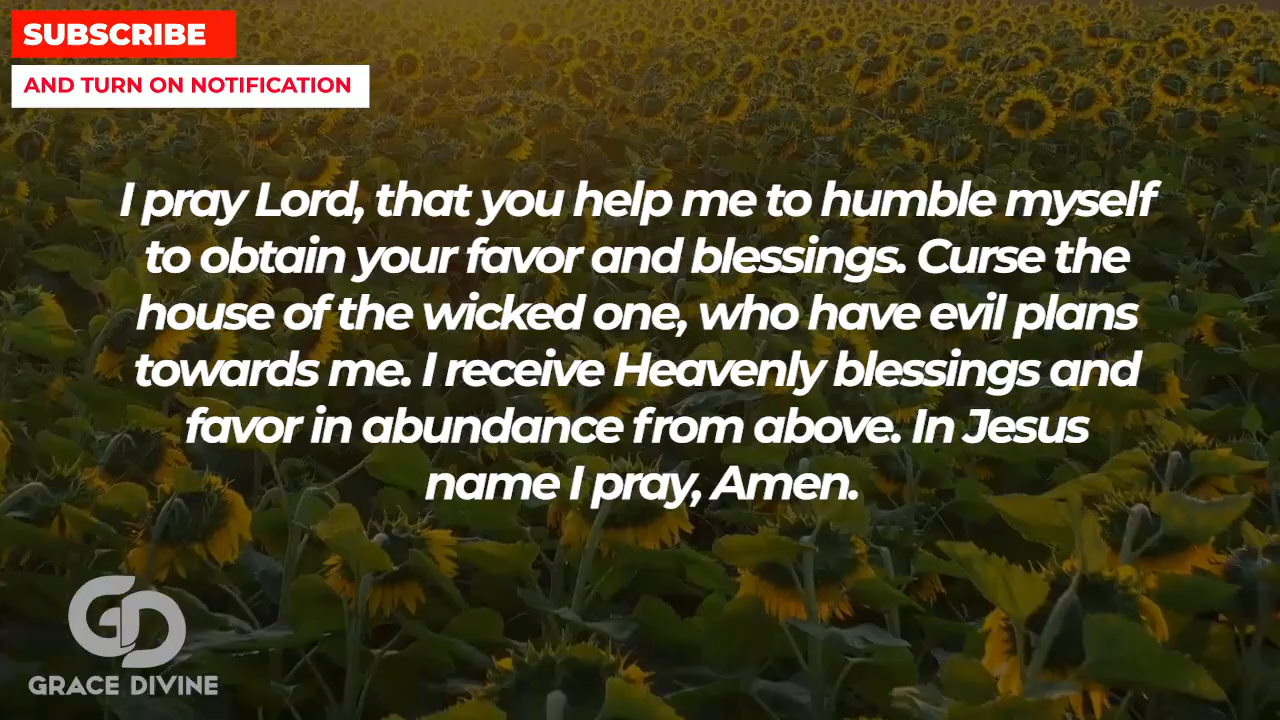 SUBSCRIBE
AND TURN ON NOTIFICATION
I pray Lord, that you help me to humble myself
to obtain your favor and blessings. Curse the
house of the wicked one, who have evil plans
towards me. I receive Heavenly blessings and
favor in abundance from above. In Jesus
name I pray, Amen.
GD
GRACE DIVINE